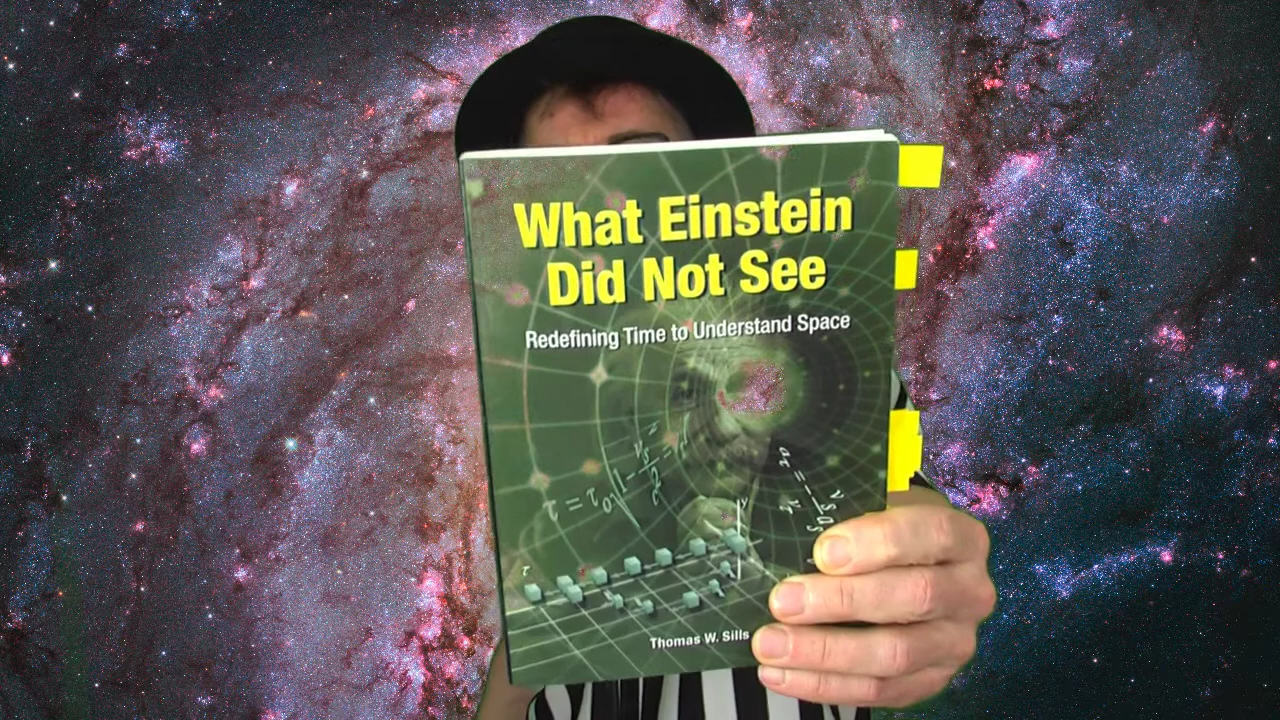 What Einstein
Did Not See
Redefining Time to Understand Space
Thomas W. Sills